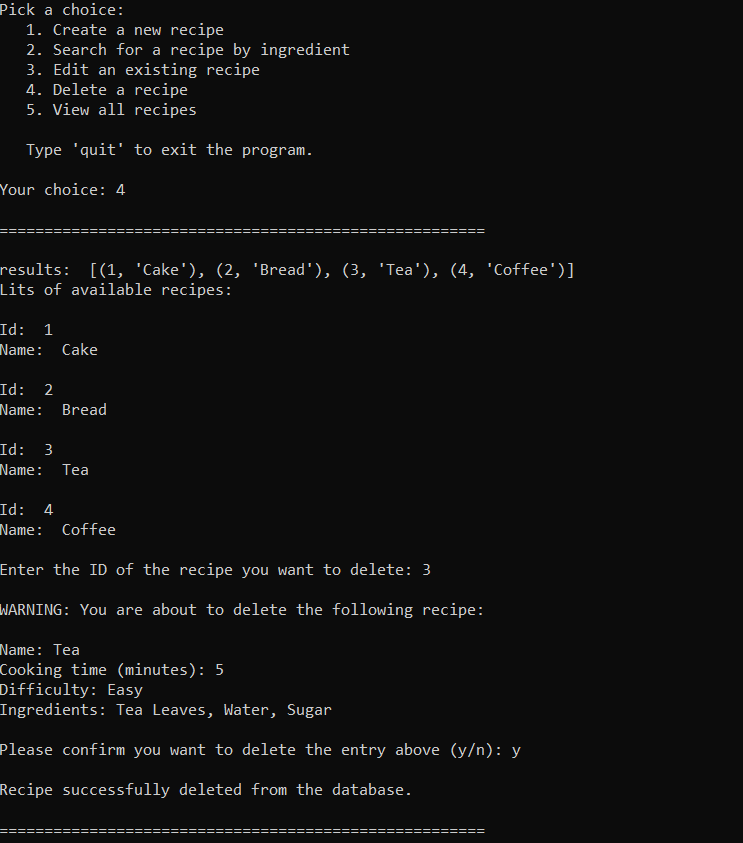 Pick a choice:
   1. Create a new recipe
   2. Search for a recipe by ingredient
   3. Edit an existing recipe
   4. Delete a recipe
   5. View all recipes

   Type 'quit' to exit the program.

Your choice: 4

======================================================

results:  [(1, 'Cake'), (2, 'Bread'), (3, 'Tea'), (4, 'Coffee')]
Lits of available recipes:

Id:  1
Name:  Cake

Id:  2
Name:  Bread

Id:  3
Name:  Tea

Id:  4
Name:  Coffee

Enter the ID of the recipe you want to delete: 3

WARNING: You are about to delete the following recipe:

Name: Tea
Cooking time (minutes): 5
Difficulty: Easy
Ingredients: Tea Leaves, Water, Sugar

Please confirm you want to delete the entry above (y/n): y

Recipe successfully deleted from the database.

======================================================